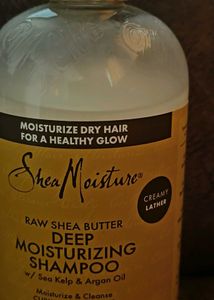 MOISTURIZE DRY HAIR
FOR A HEALTHY GLOW
SheaMoisture®
CREAMY
LATHER
RAW SHEA BUTTER
DEEP
MOISTURIZING
SHAMPOO
w/ Sea Kelp & Argan Oil
Moisturize & Cleanse